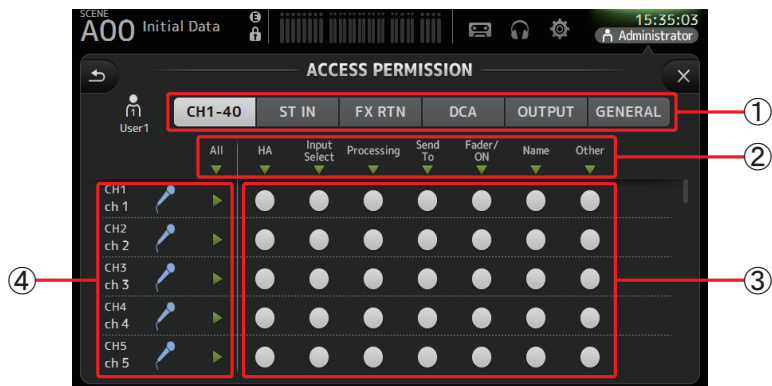 SCENE
A00 Initial Data
E
15:35:03
Administrator
ACCESS PERMISSION
1
User1
CH1-40 ST IN FX RTN DCA OUTPUT GENERAL
①
All HA Input Select Processing Send To Fader/ON Name Other
②
CH1
ch 1
CH2
ch 2
CH3
ch 3
④
③
CH4
ch 4
CH5
ch 5